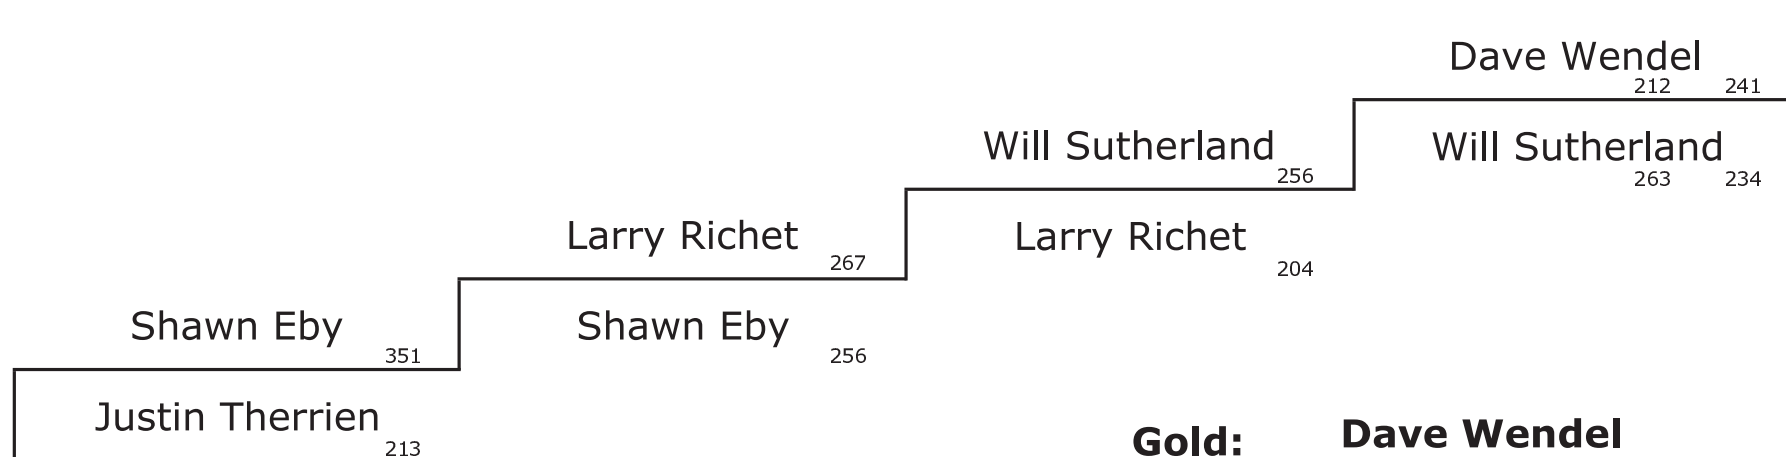 Dave Wendel
212 241
Will Sutherland
256
Will Sutherland
263 234
Larry Richet
267
Larry Richet
204
Shawn Eby
351
Shawn Eby
256
Justin Therrien
213
Gold: Dave Wendel